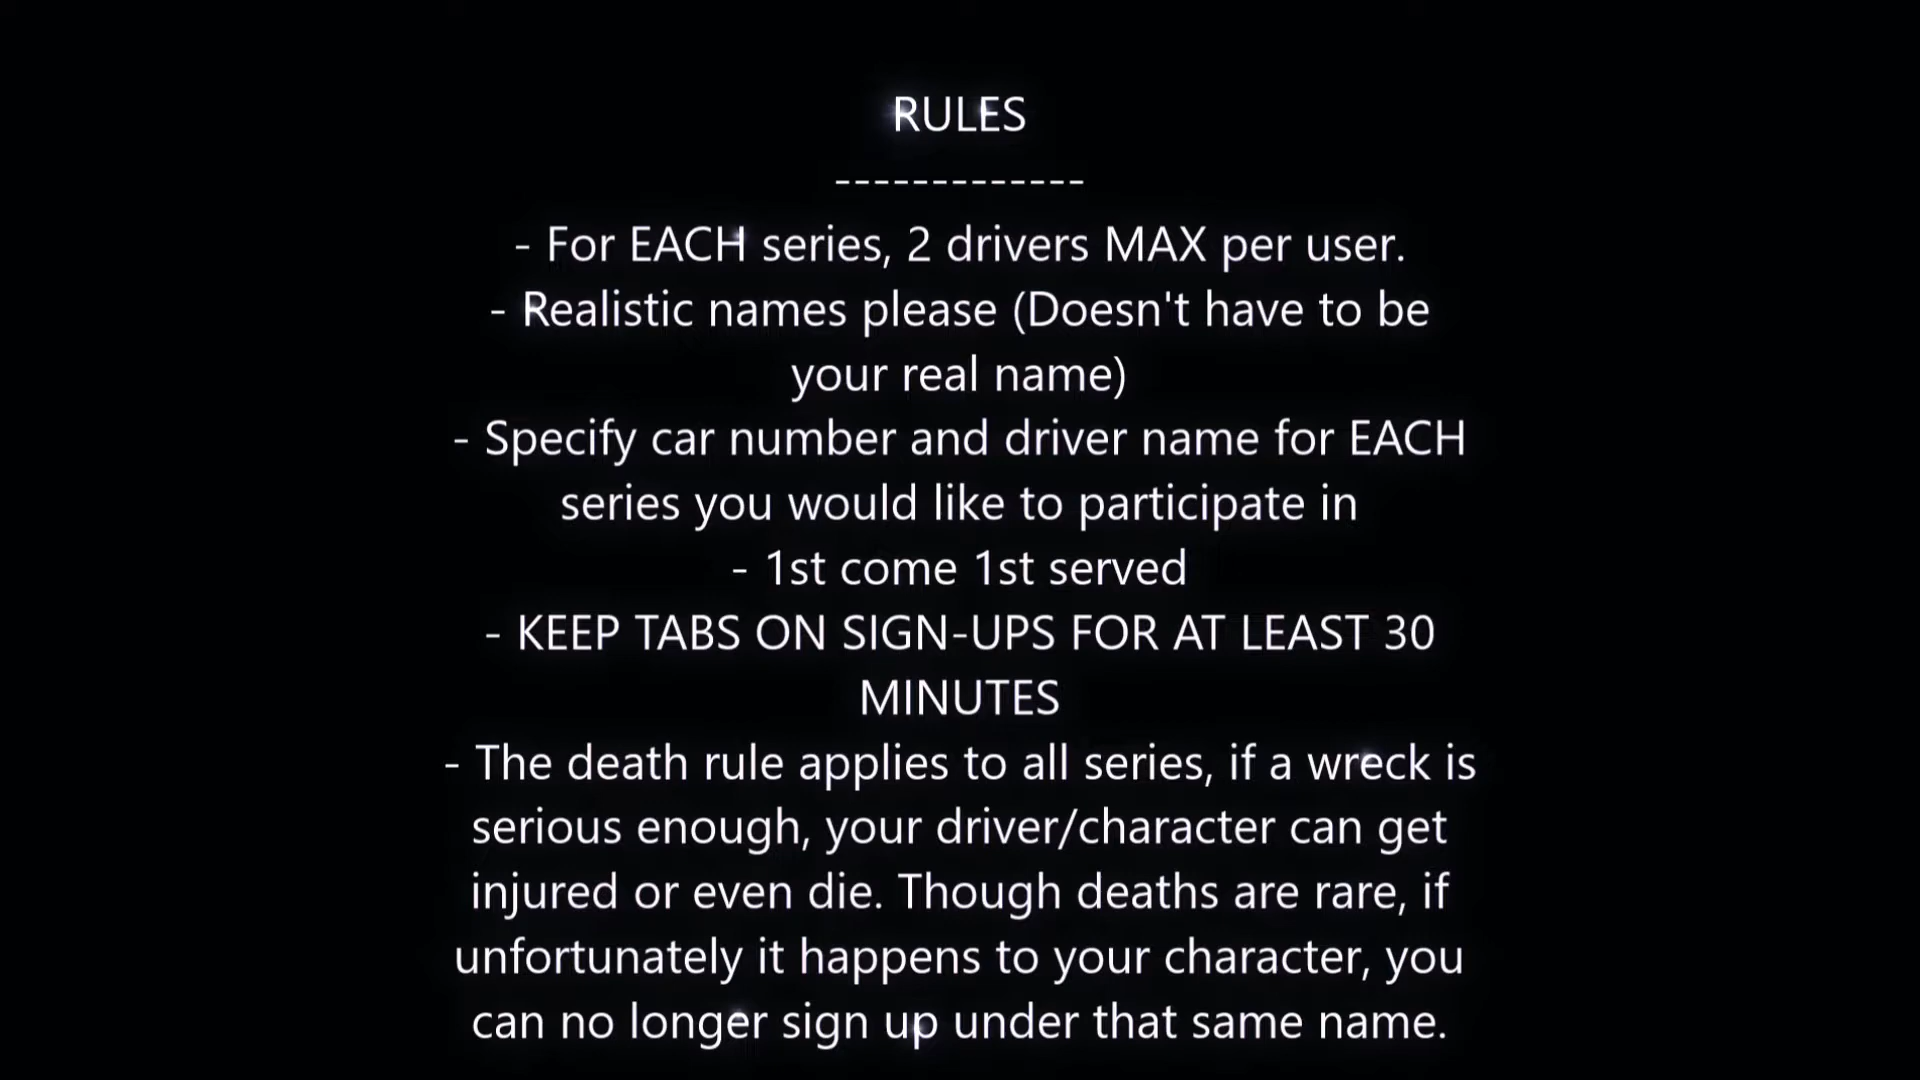 RULES
-------------
- For EACH series, 2 drivers MAX per user.
- Realistic names please (Doesn't have to be
your real name)
- Specify car number and driver name for EACH
series you would like to participate in
- 1st come 1st served
- KEEP TABS ON SIGN-UPS FOR AT LEAST 30
MINUTES
- The death rule applies to all series, if a wreck is
serious enough, your driver/character can get
injured or even die. Though deaths are rare, if
unfortunately it happens to your character, you
can no longer sign up under that same name.